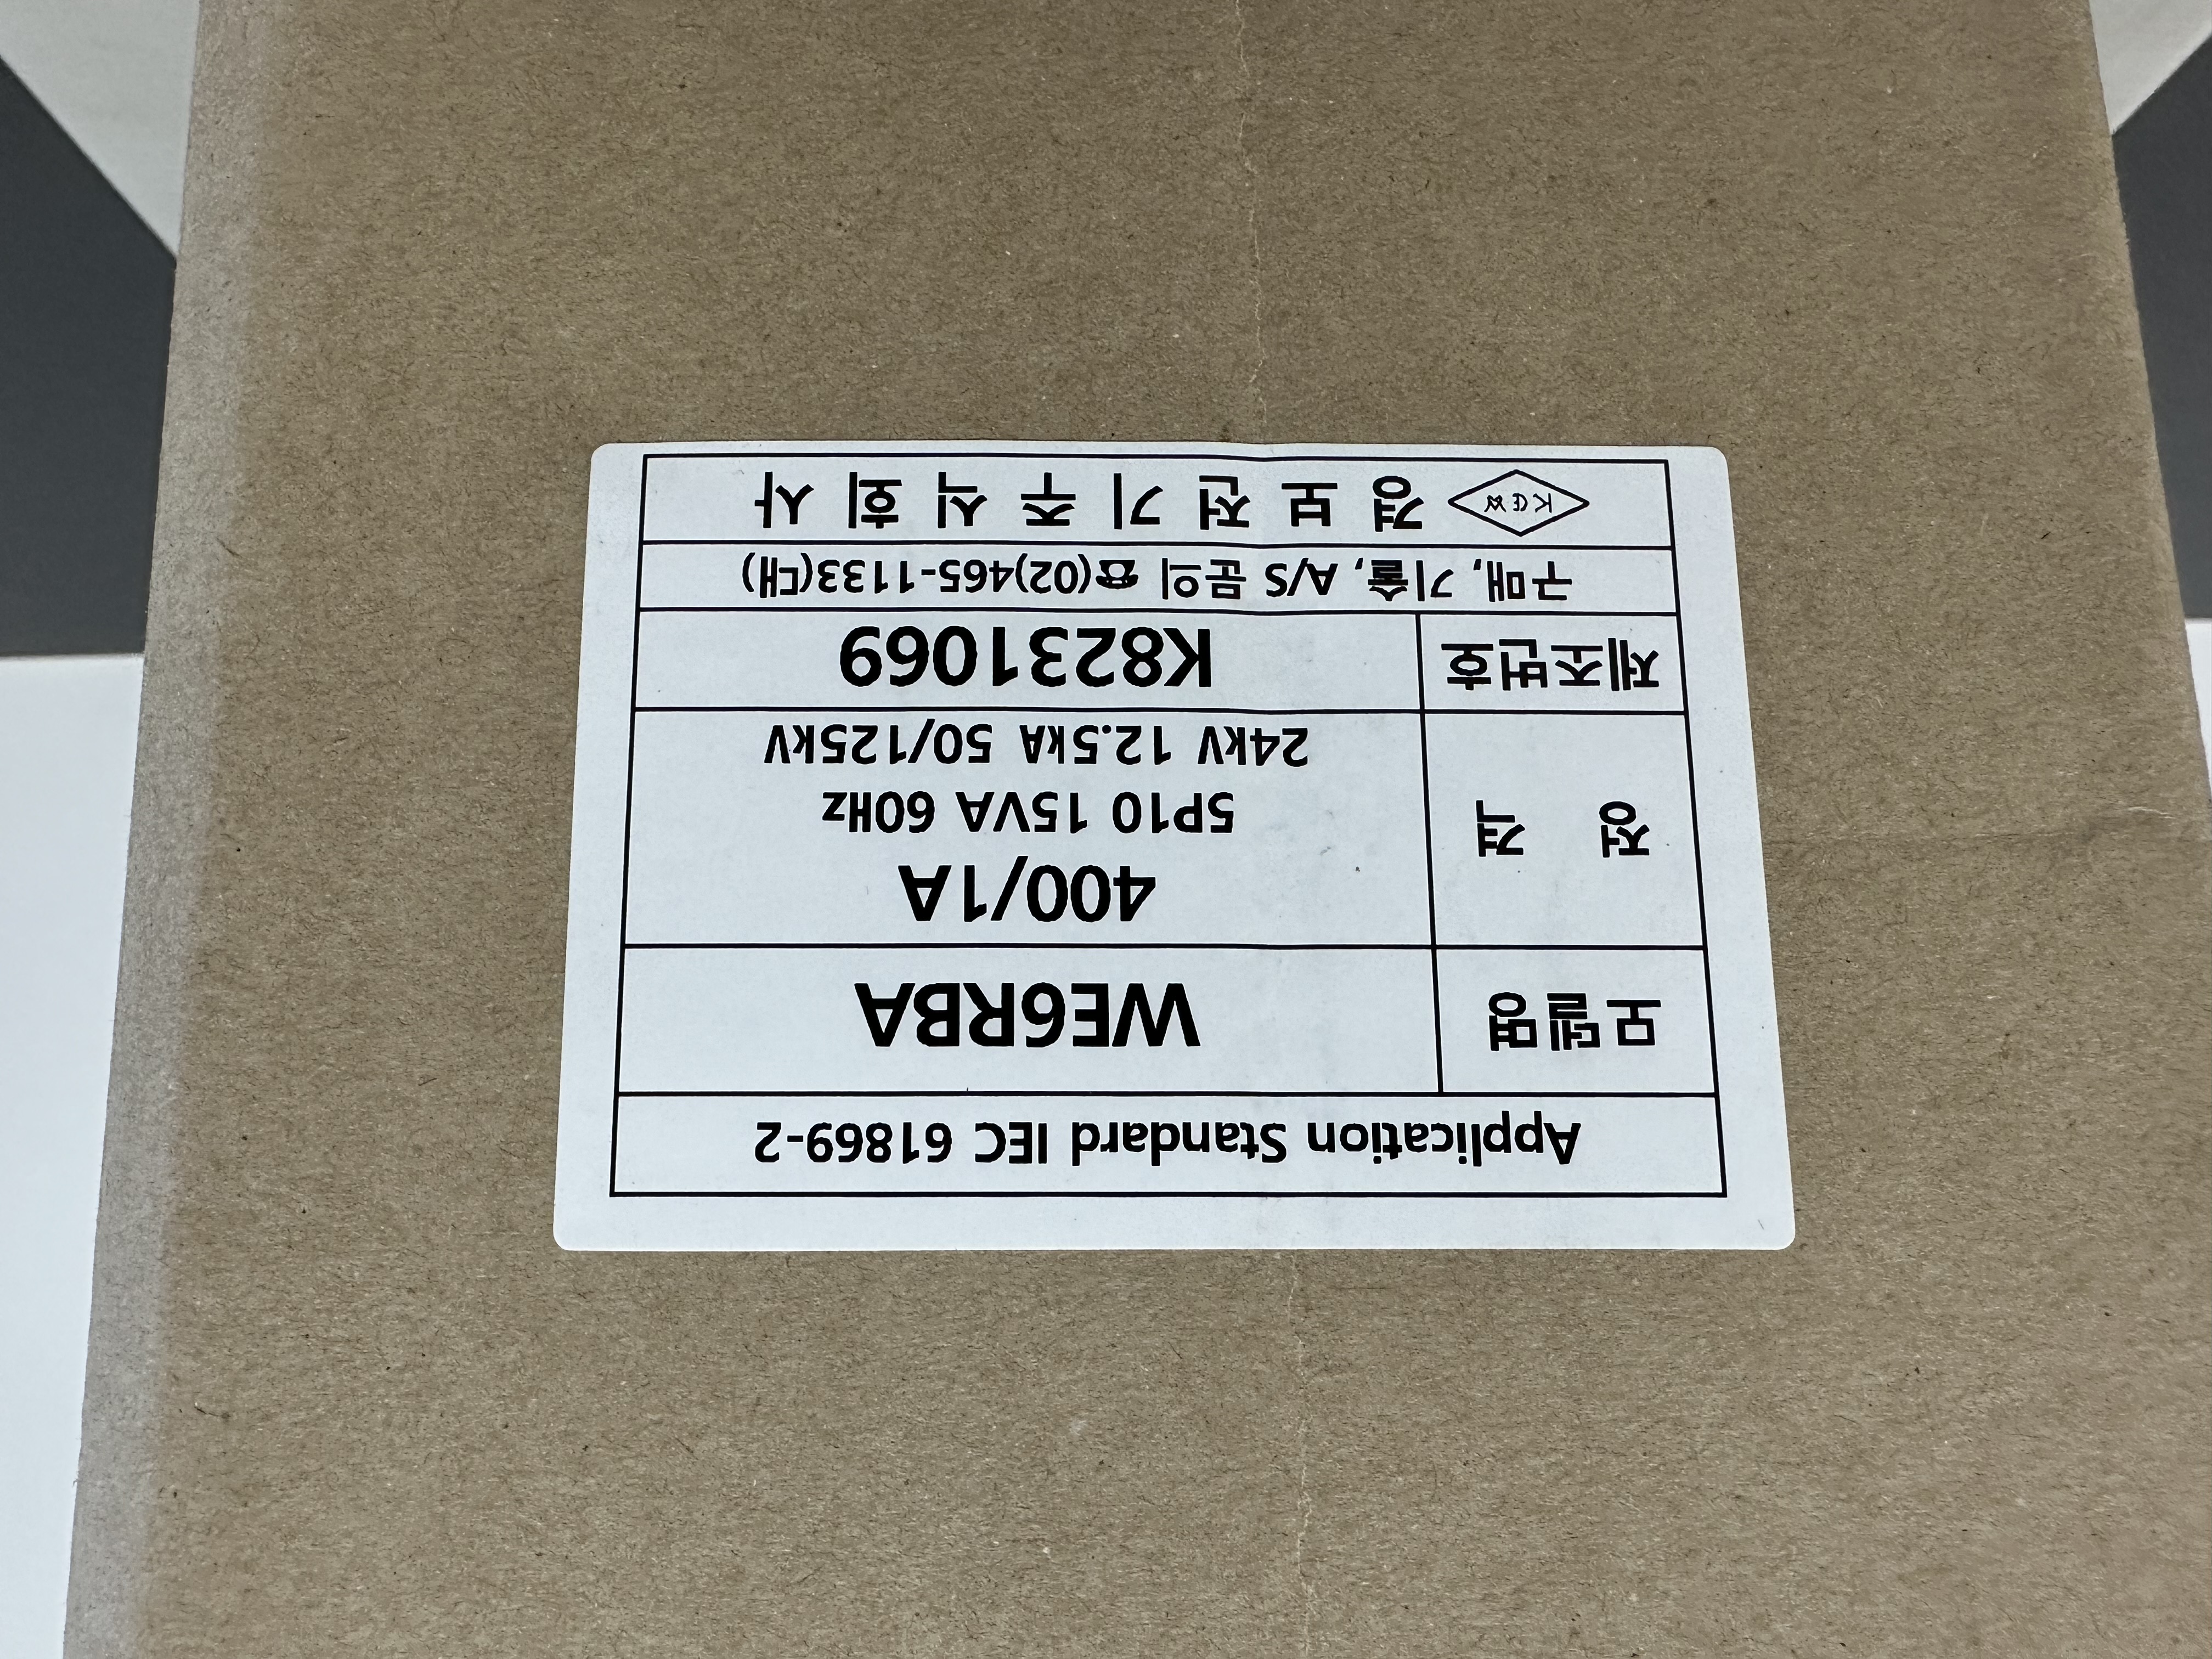 Application Standard IEC 61869-2
모델명 WE6RBA
정 격 400/1A
5P10 15VA 60Hz
24kV 12.5kA 50/125kV
제조번호 K8231069
구매, 기술, A/S 문의 ☎(02)465-1133(대)
경 보 전 기 주 식 회 사